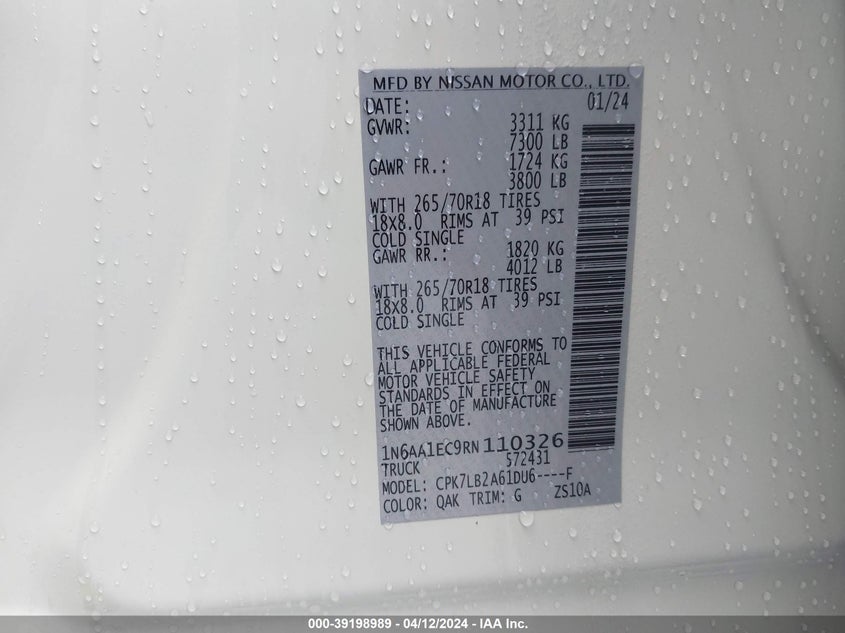 MFD BY NISSAN MOTOR CO., LTD.
DATE: 01/24
GVWR: 3311 KG
7300 LB
GAWR FR.: 1724 KG
3800 LB
WITH 265/70R18 TIRES
18X8.0 RIMS AT 39 PSI
COLD SINGLE
GAWR RR.: 1820 KG
4012 LB
WITH 265/70R18 TIRES
18X8.0 RIMS AT 39 PSI
COLD SINGLE
THIS VEHICLE CONFORMS TO
ALL APPLICABLE FEDERAL
MOTOR VEHICLE SAFETY
STANDARDS IN EFFECT ON
THE DATE OF MANUFACTURE
SHOWN ABOVE.
1N6AA1EC9RN110326
TRUCK 572431
MODEL: CPK7LB2A61DU6----F
COLOR: QAK TRIM: G ZS10A
000-39198989 - 04/12/2024 - IAA Inc.